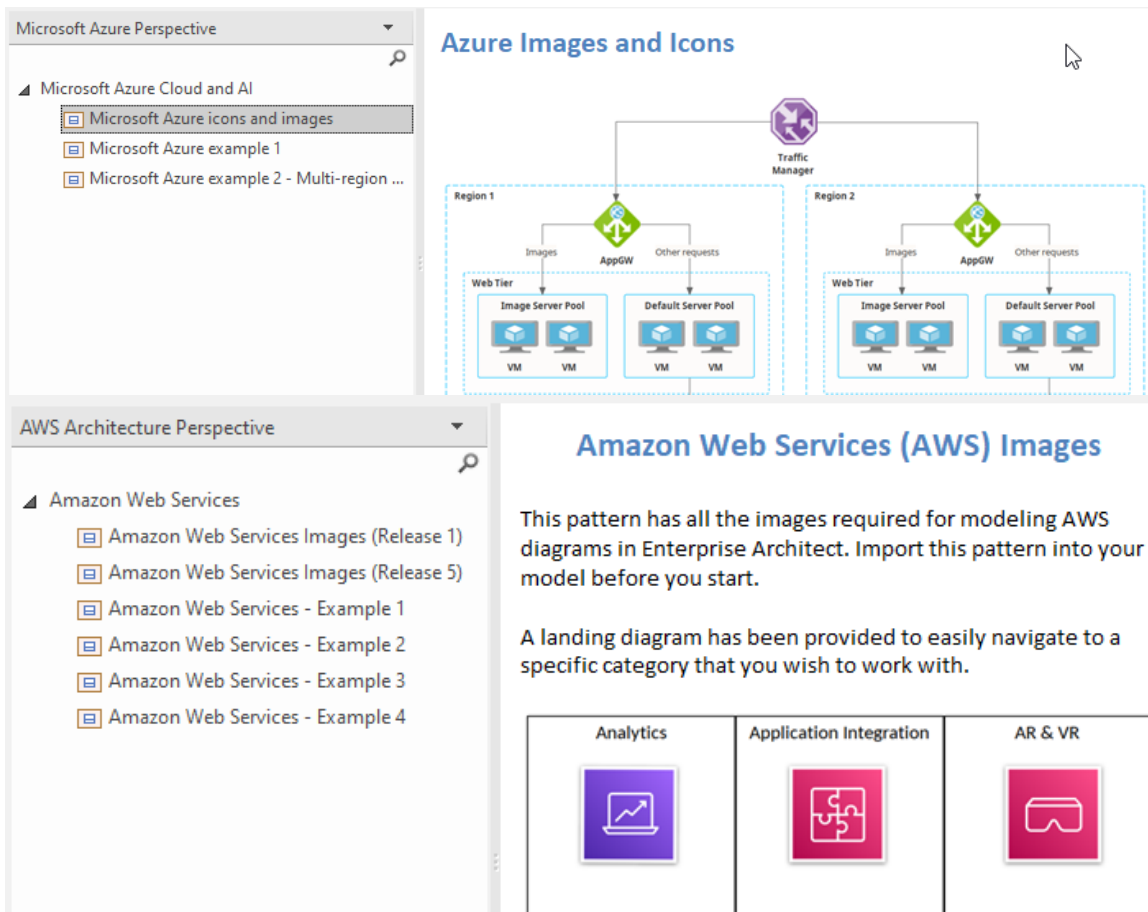 Microsoft Azure Perspective
Microsoft Azure Cloud and AI
Microsoft Azure icons and images
Microsoft Azure example 1
Microsoft Azure example 2 - Multi-region ...
Azure Images and Icons
Traffic
Manager
Region 1
Images
AppGW
Other requests
Web Tier
Image Server Pool
VM VM
Default Server Pool
VM VM
Region 2
Images
AppGW
Other requests
Web Tier
Image Server Pool
VM VM
Default Server Pool
VM VM
AWS Architecture Perspective
Amazon Web Services
Amazon Web Services Images (Release 1)
Amazon Web Services Images (Release 5)
Amazon Web Services - Example 1
Amazon Web Services - Example 2
Amazon Web Services - Example 3
Amazon Web Services - Example 4
Amazon Web Services (AWS) Images
This pattern has all the images required for modeling AWS
diagrams in Enterprise Architect. Import this pattern into your
model before you start.
A landing diagram has been provided to easily navigate to a
specific category that you wish to work with.
Analytics
Application Integration
AR & VR